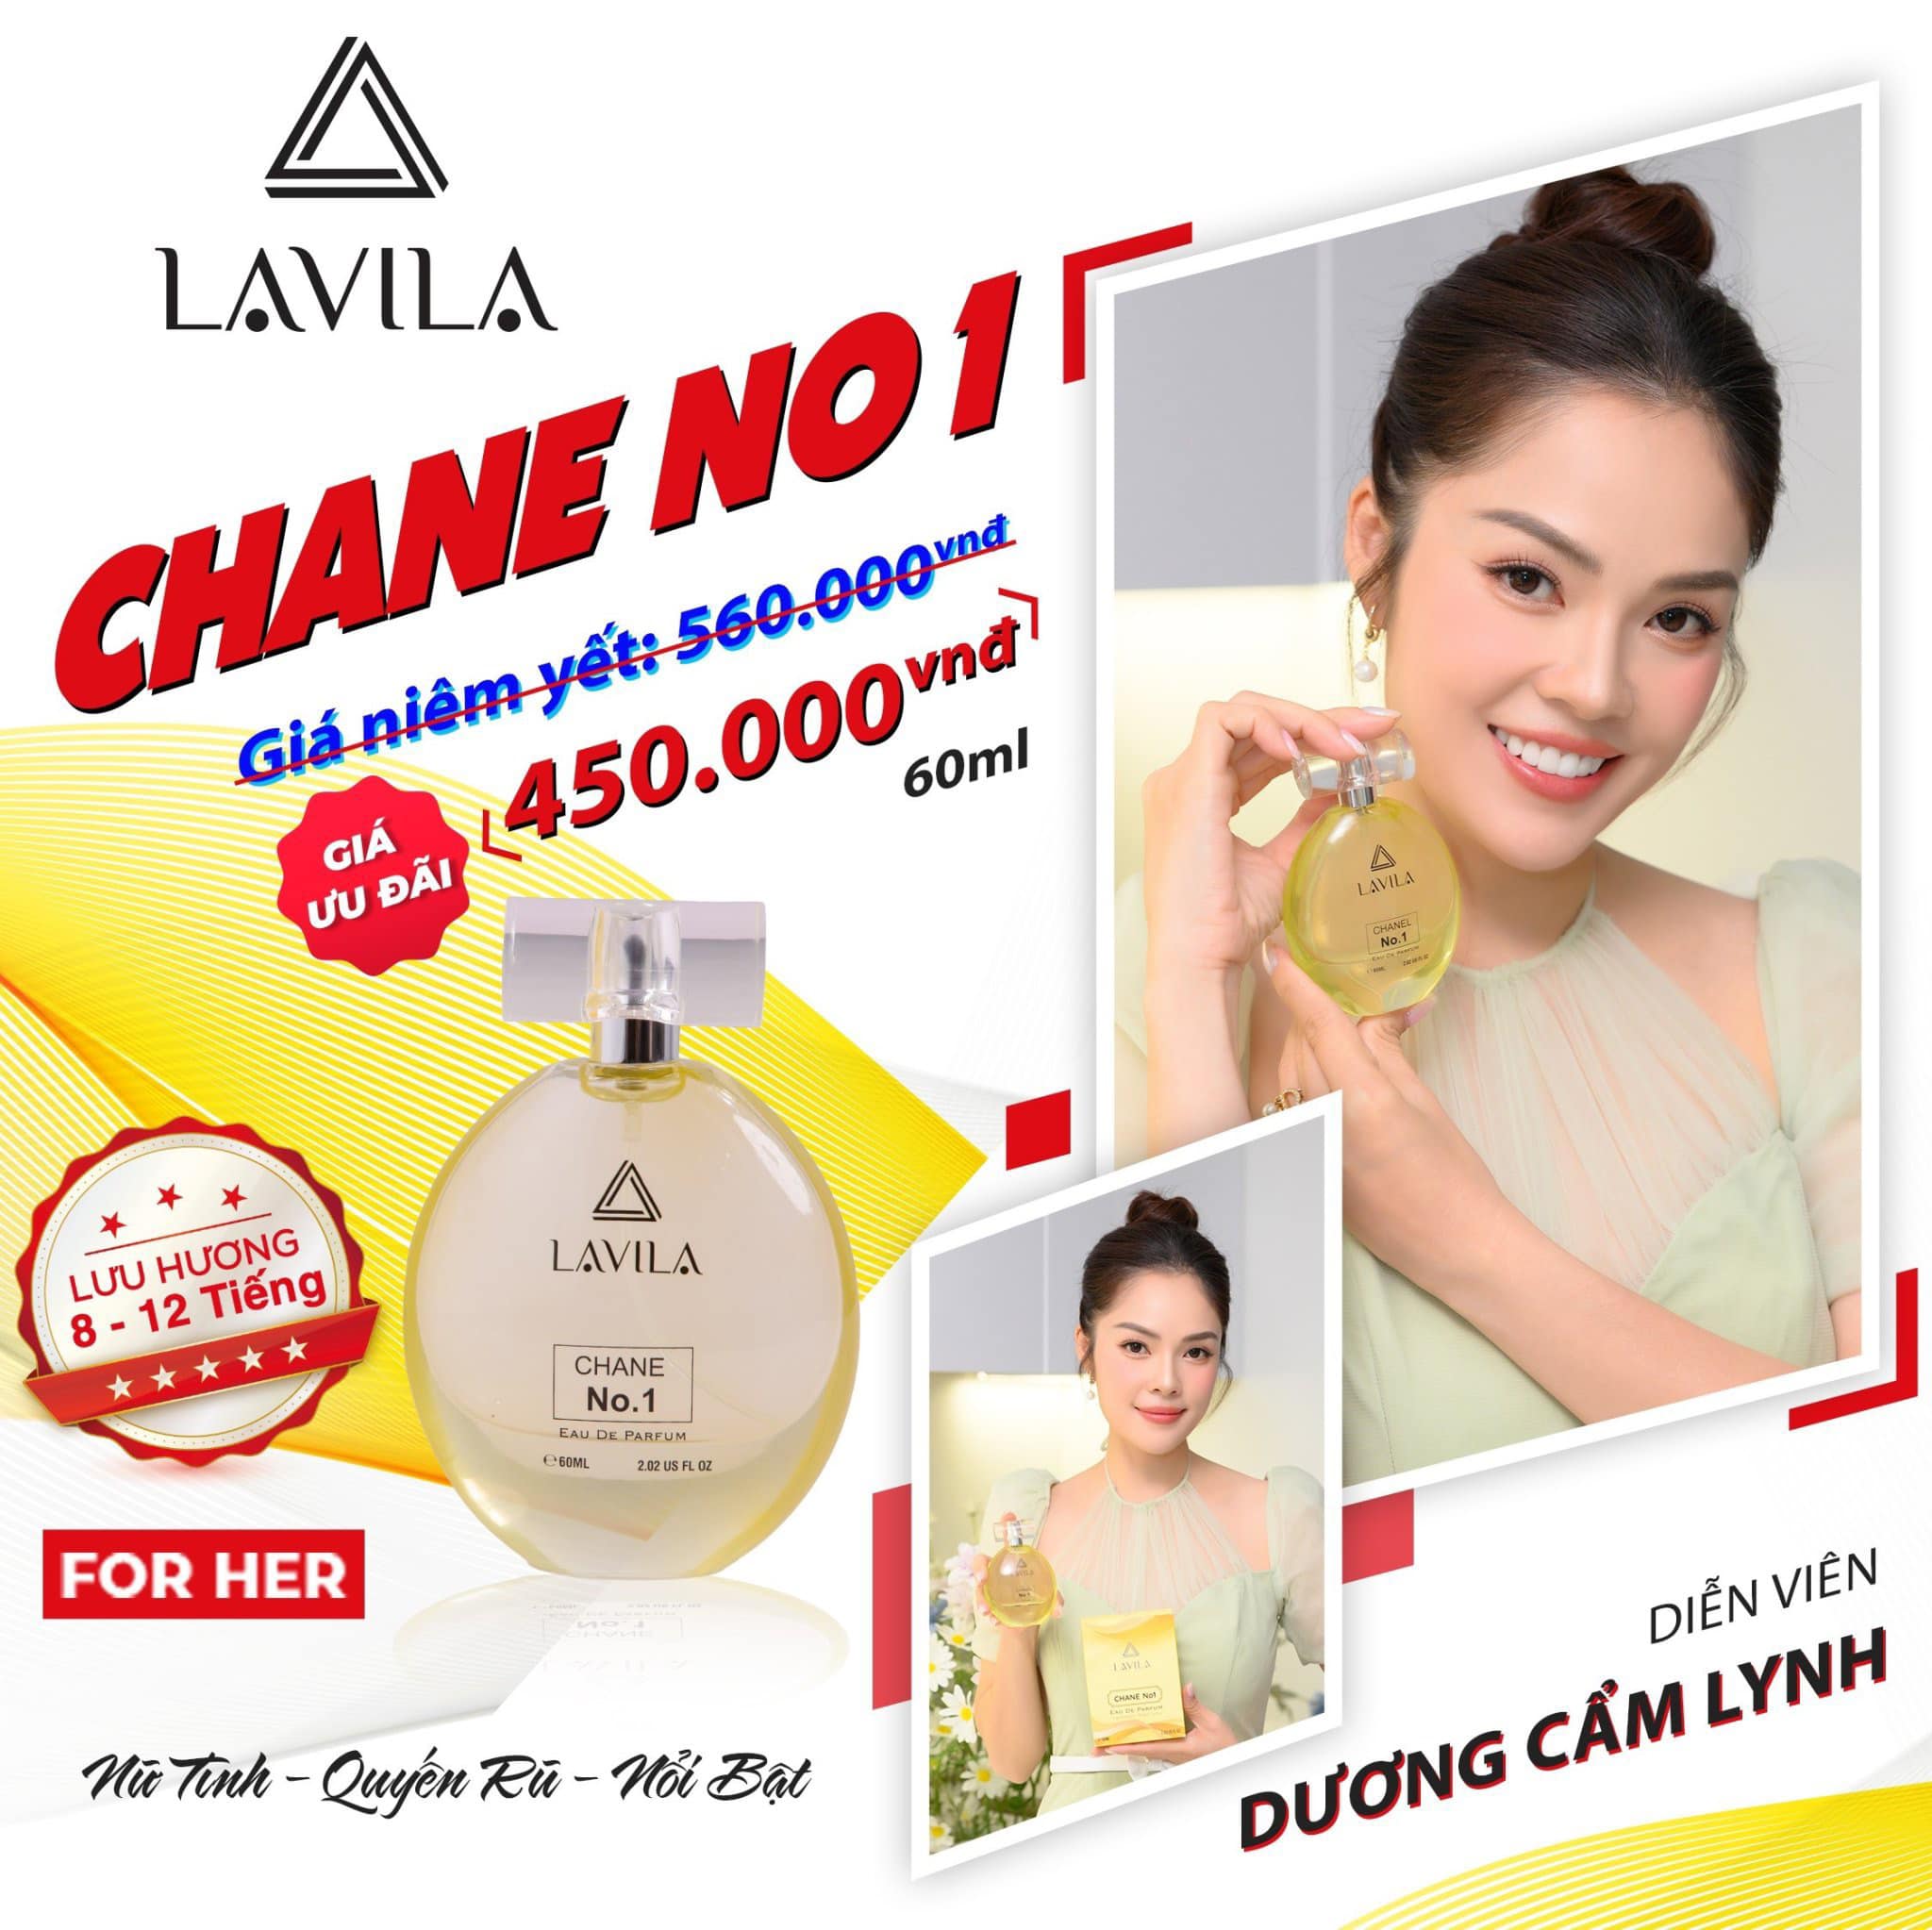 LAVILA
CHANE NO 1
Giá niêm yết: 560.000vnđ
450.000vnđ
60ml
GIÁ
ƯU ĐÃI
LƯU HƯƠNG
8 - 12 Tiếng
FOR HER
LAVILA
CHANE
No.1
EAU DE PARFUM
℮60ML 2.02 US FL OZ
Nữ Tính - Quyến Rũ - Nổi Bật
LAVILA
CHANEL
No.1
EAU DE PARFUM
LAVILA
CHANE No1
EAU DE PARFUM
DIỄN VIÊN
DƯƠNG CẨM LYNH